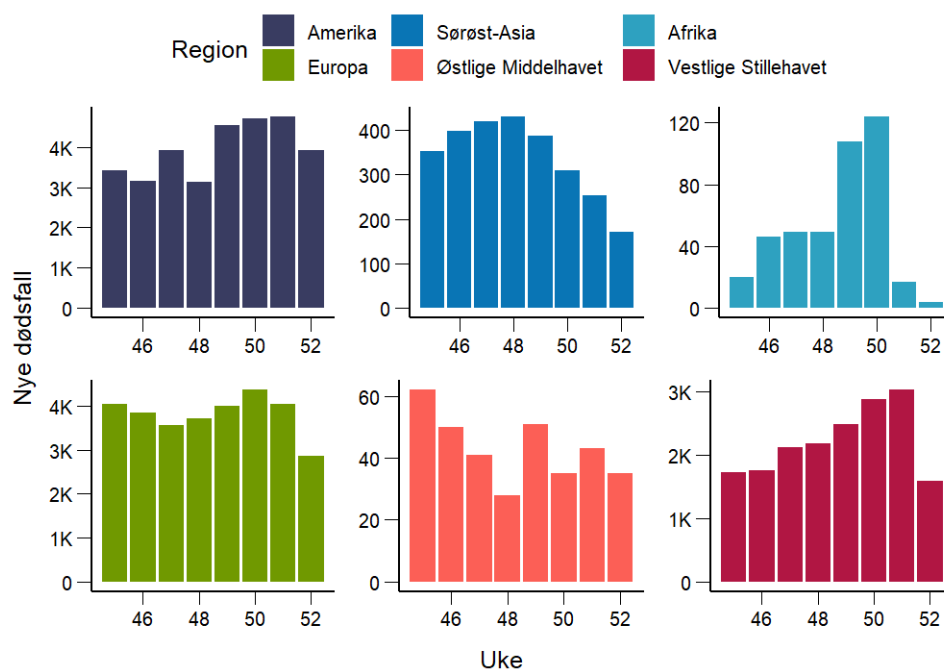 Region
Amerika
Sørøst-Asia
Afrika
Europa
Østlige Middelhavet
Vestlige Stillehavet
Nye dødsfall
4K
3K
2K
1K
0
46 48 50 52
400
300
200
100
0
46 48 50 52
120
80
40
0
46 48 50 52
4K
3K
2K
1K
0
46 48 50 52
60
40
20
0
46 48 50 52
3K
2K
1K
0
46 48 50 52
Uke